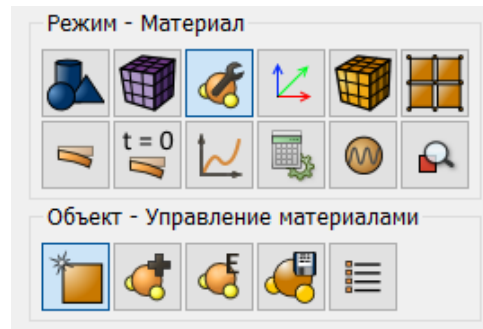 Режим - Материал
t = 0
Объект - Управление материалами
E